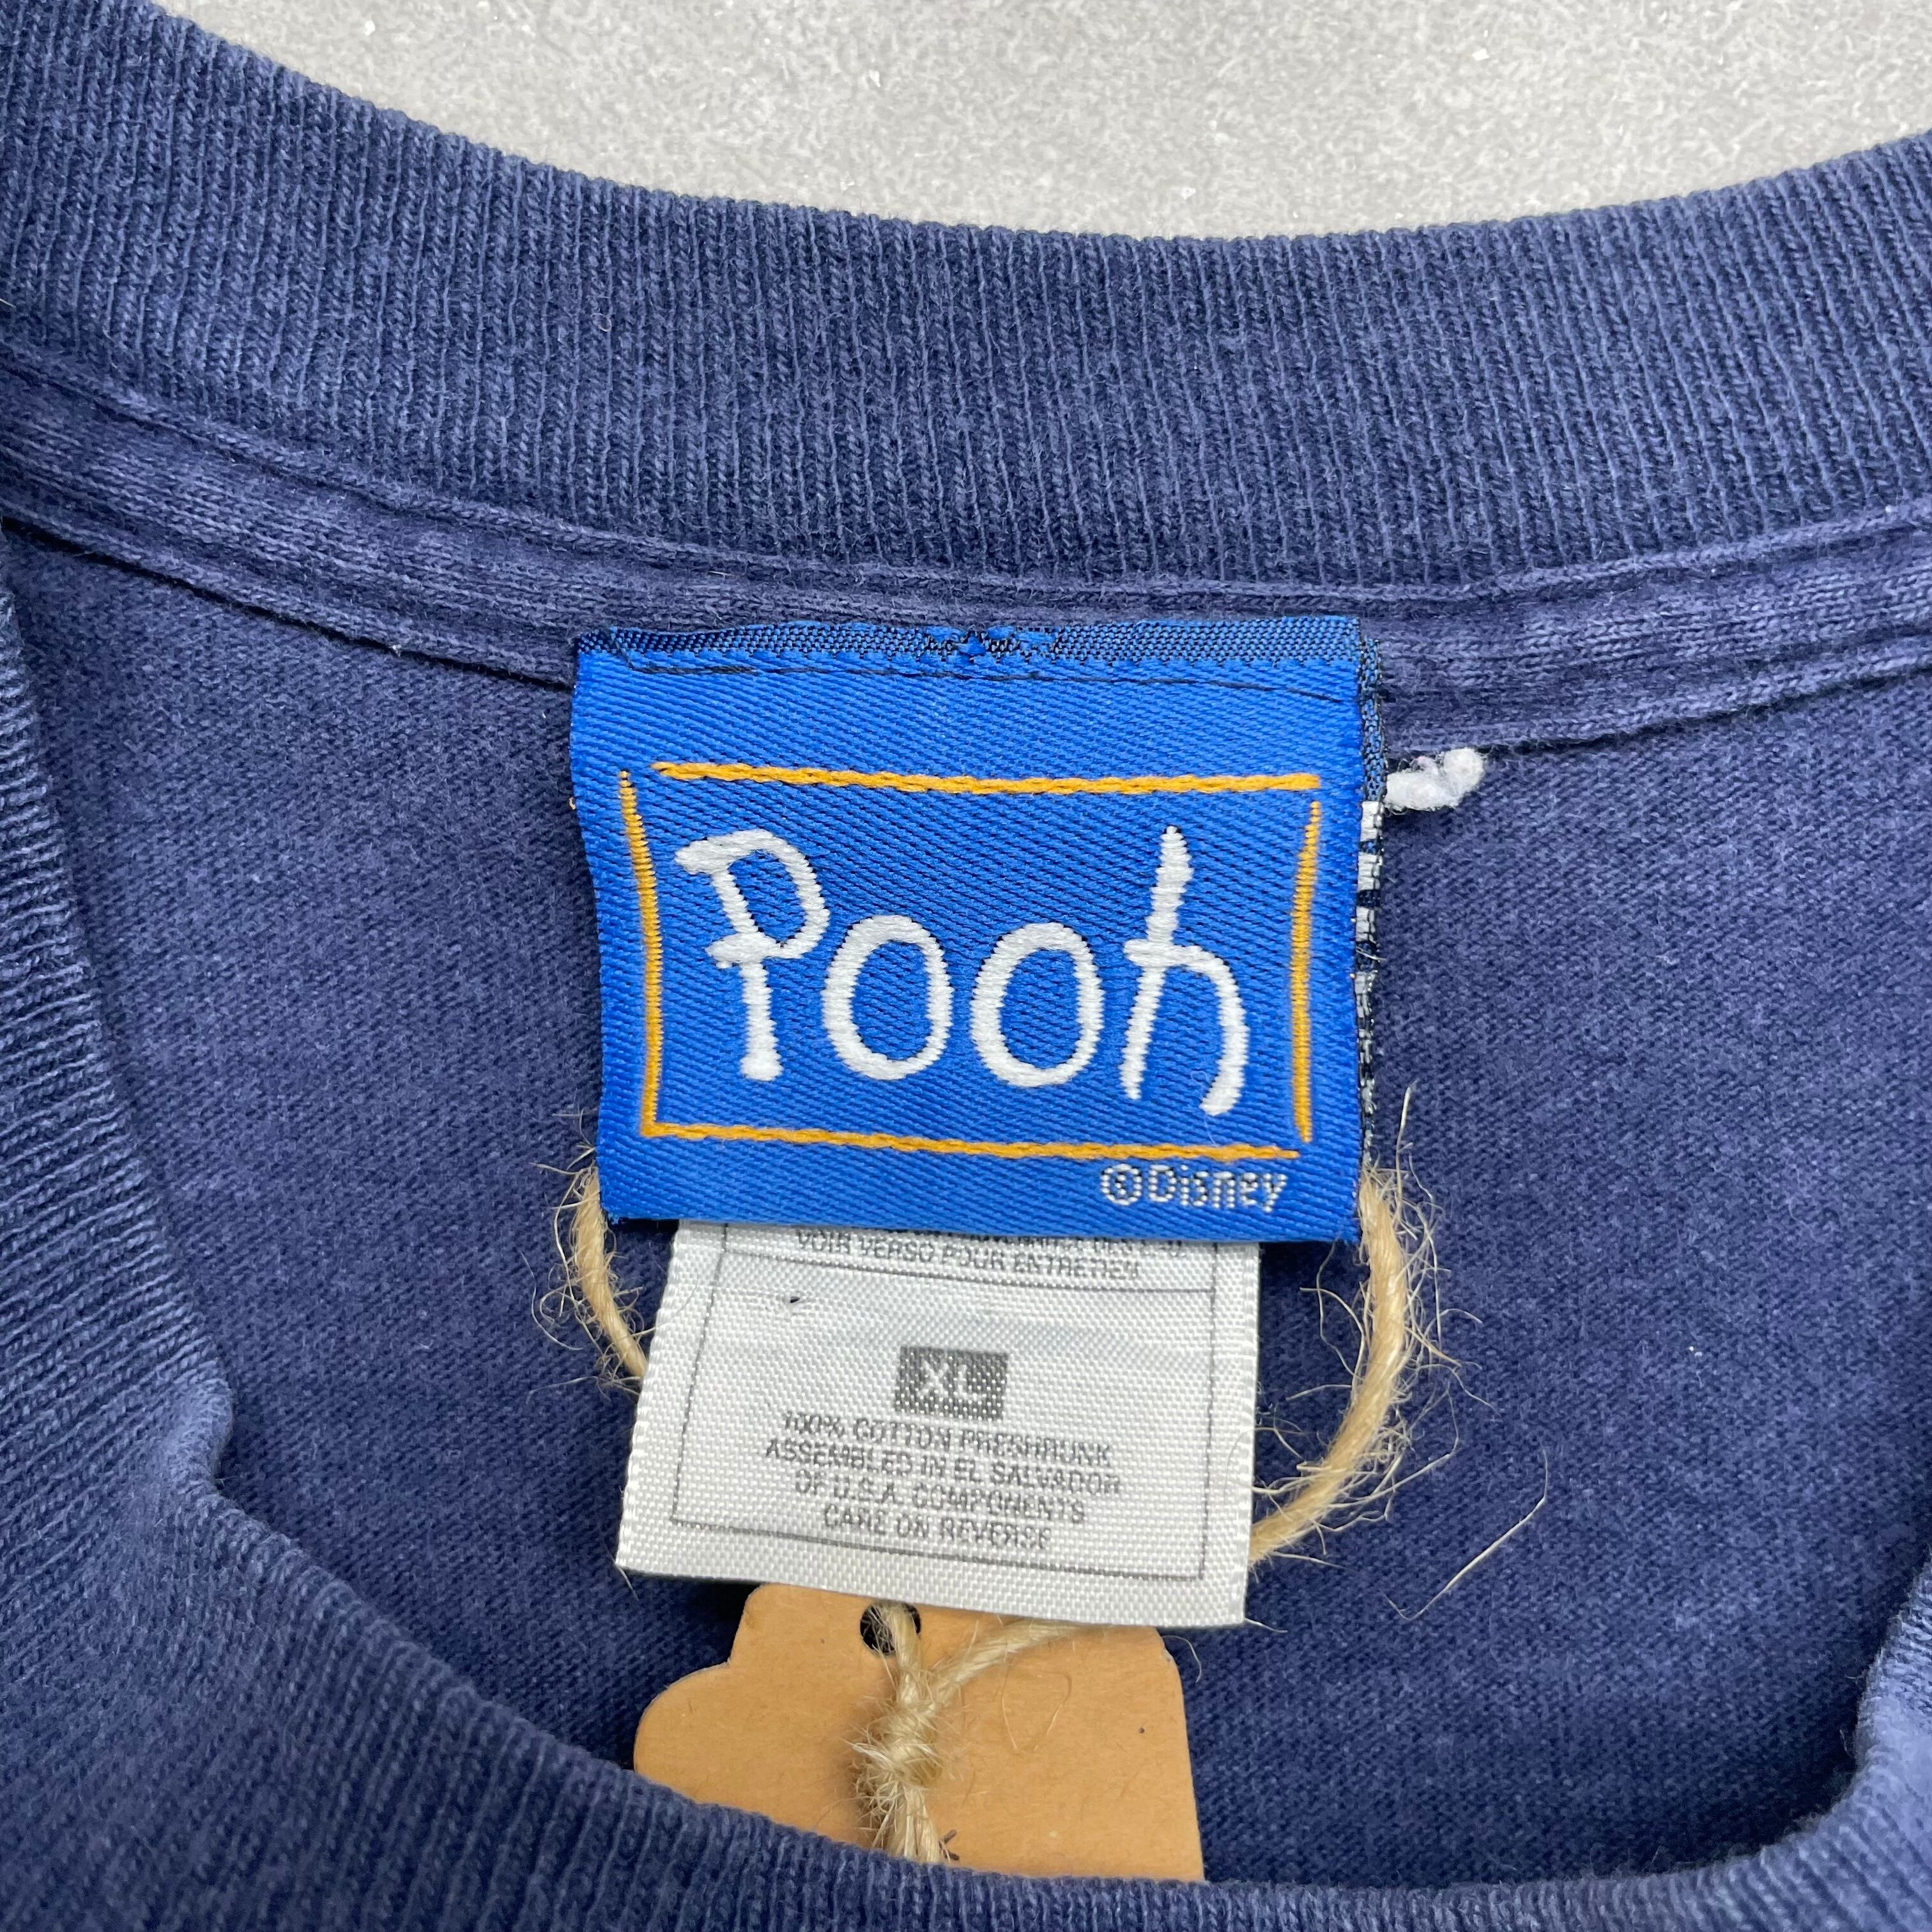 Pooh
©Disney
VOIR VERSO POUR ENTRETIEN
XL
100% COTTON PRESHRUNK
ASSEMBLED IN EL SALVADOR
OF U.S.A. COMPONENTS
CARE ON REVERSE